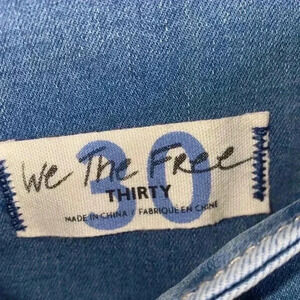 We The Free
30
THIRTY
MADE IN CHINA / FABRIQUÉ EN CHINE